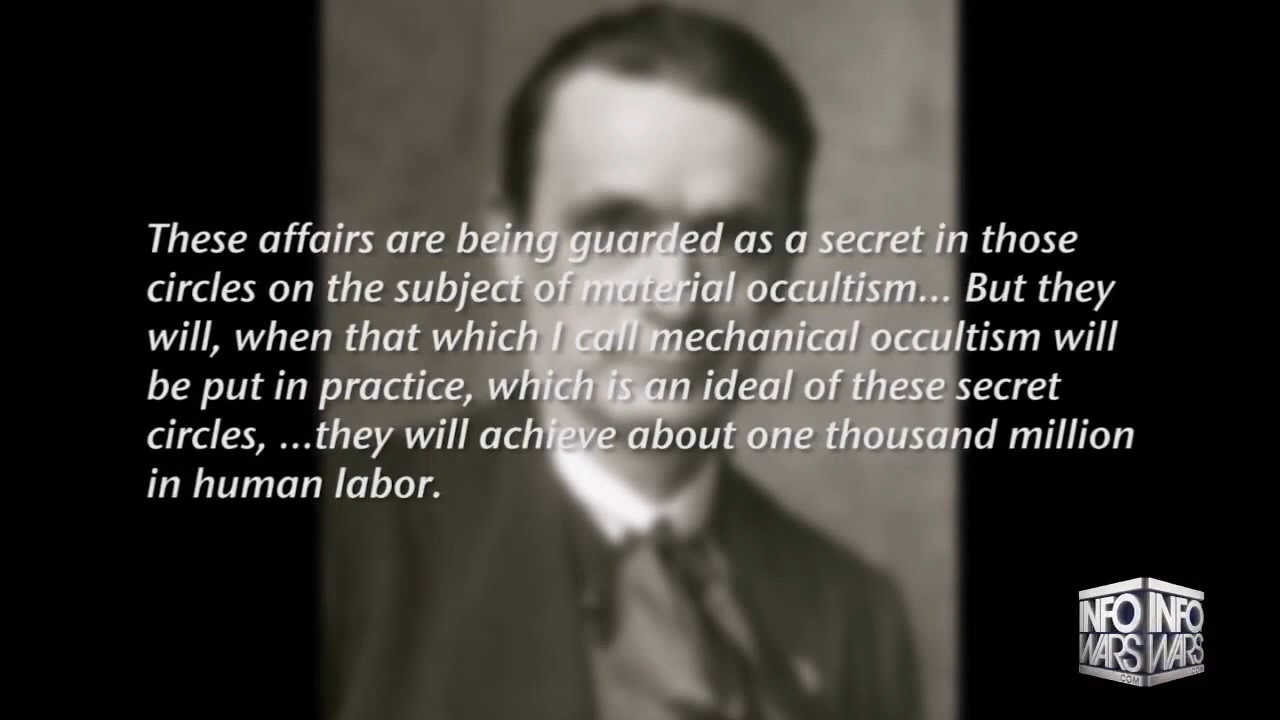 These affairs are being guarded as a secret in those
circles on the subject of material occultism... But they
will, when that which I call mechanical occultism will
be put in practice, which is an ideal of these secret
circles, ...they will achieve about one thousand million
in human labor.
INFO INFO
WARS WARS
.COM .COM